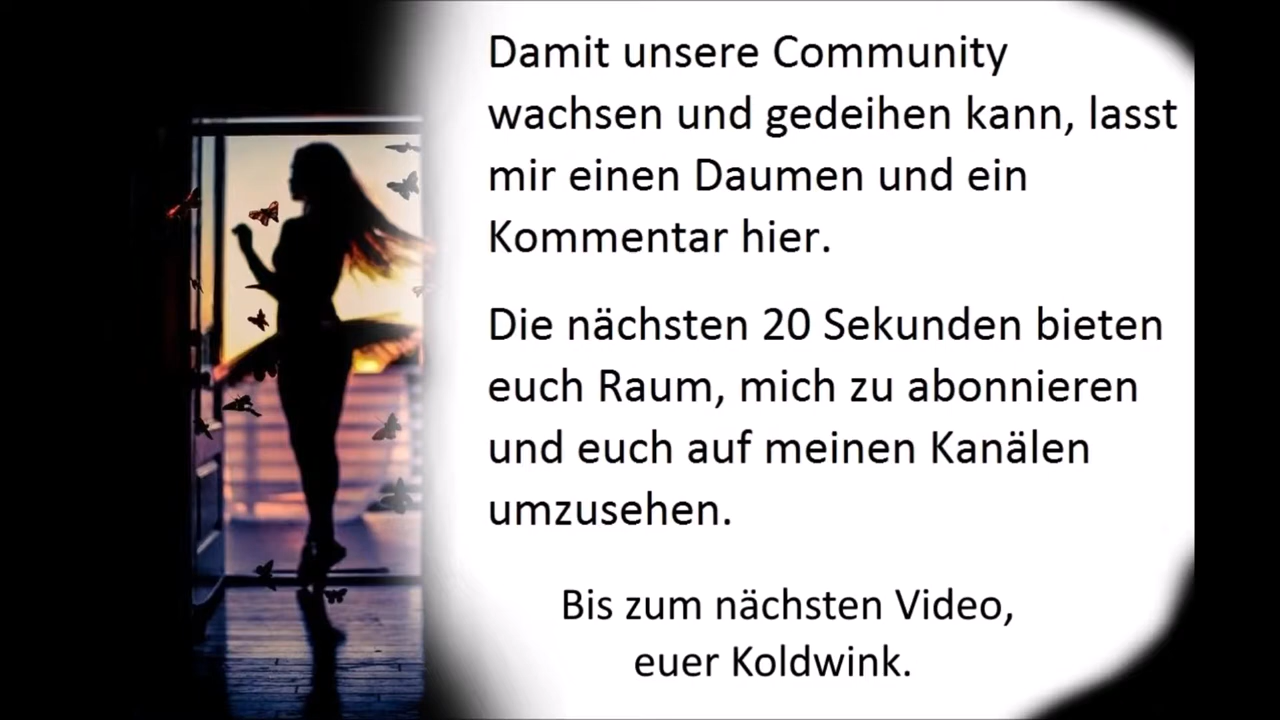 Damit unsere Community
wachsen und gedeihen kann, lasst
mir einen Daumen und ein
Kommentar hier.
Die nächsten 20 Sekunden bieten
euch Raum, mich zu abonnieren
und euch auf meinen Kanälen
umzusehen.
Bis zum nächsten Video,
euer Koldwink.